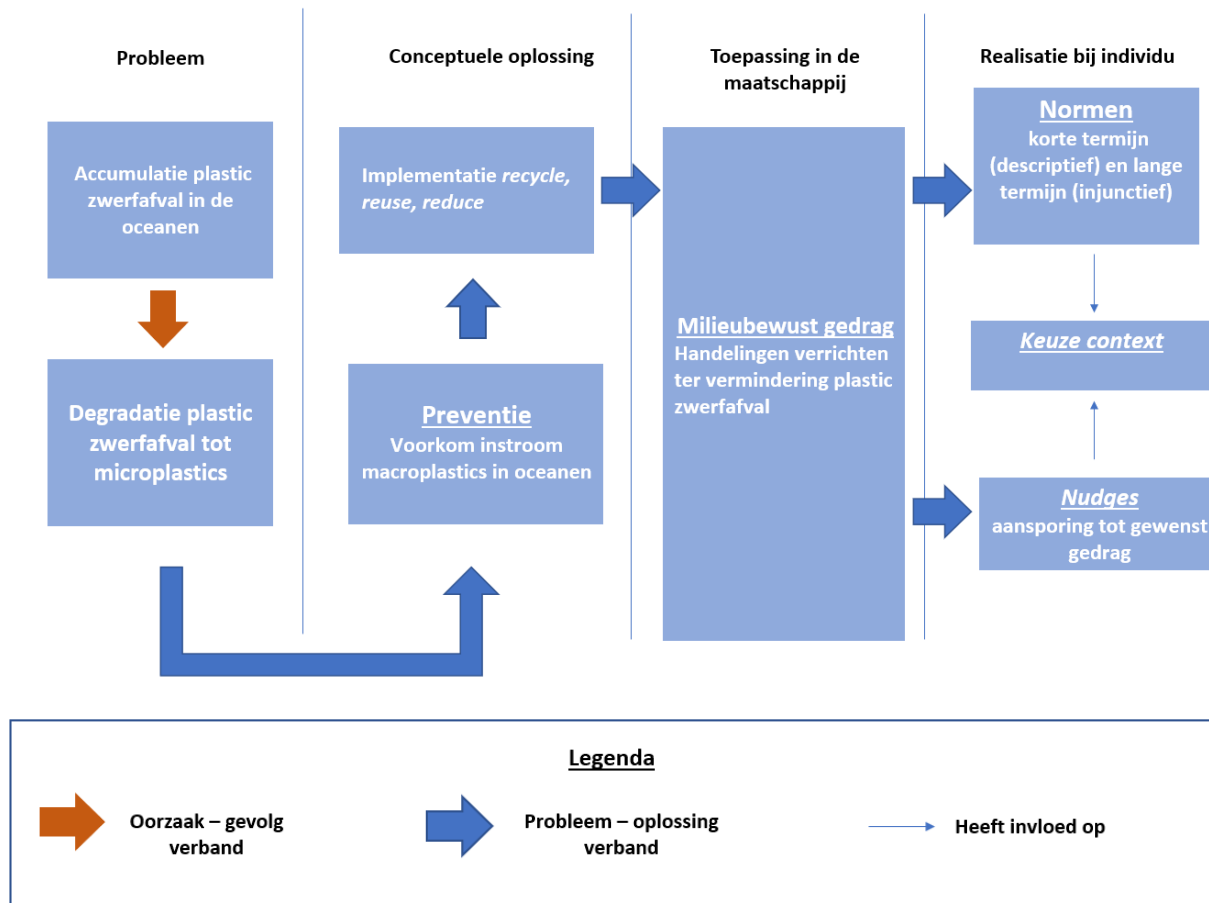 Probleem
Conceptuele oplossing
Toepassing in de
maatschappij
Realisatie bij individu
Accumulatie plastic
zwerfafval in de
oceanen
Degradatie plastic
zwerfafval tot
microplastics
Implementatie recycle,
reuse, reduce
Preventie
Voorkom instroom
macroplastics in oceanen
Milieubewust gedrag
Handelingen verrichten
ter vermindering plastic
zwerfafval
Normen
korte termijn
(descriptief) en lange
termijn (injunctief)
Keuze context
Nudges
aansporing tot gewenst
gedrag
Legenda
Oorzaak – gevolg
verband
Probleem – oplossing
verband
Heeft invloed op